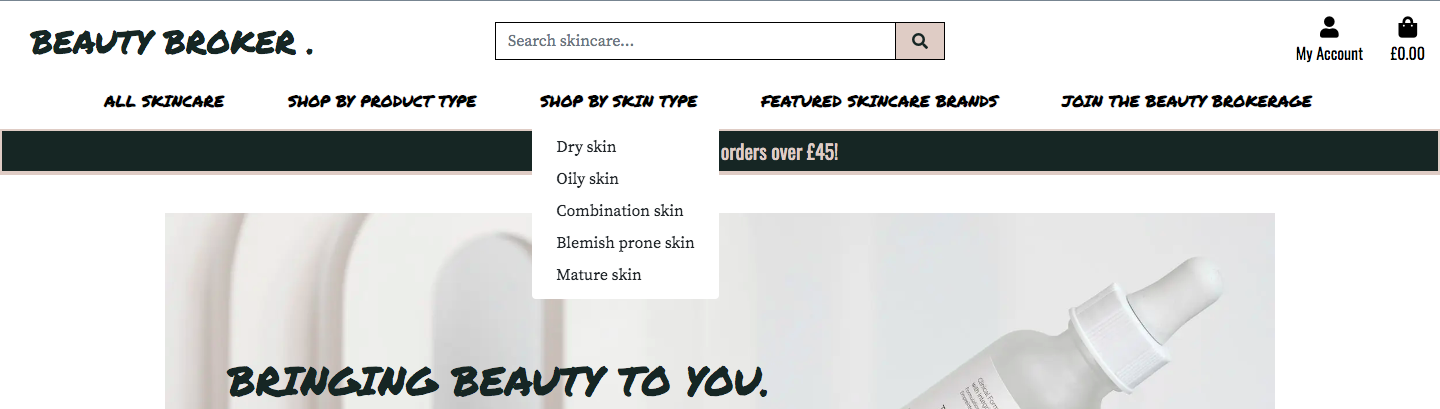 BEAUTY BROKER .
Search skincare...
My Account
£0.00
ALL SKINCARE
SHOP BY PRODUCT TYPE
SHOP BY SKIN TYPE
FEATURED SKINCARE BRANDS
JOIN THE BEAUTY BROKERAGE
orders over £45!
Dry skin
Oily skin
Combination skin
Blemish prone skin
Mature skin
BRINGING BEAUTY TO YOU.
Clinical Form